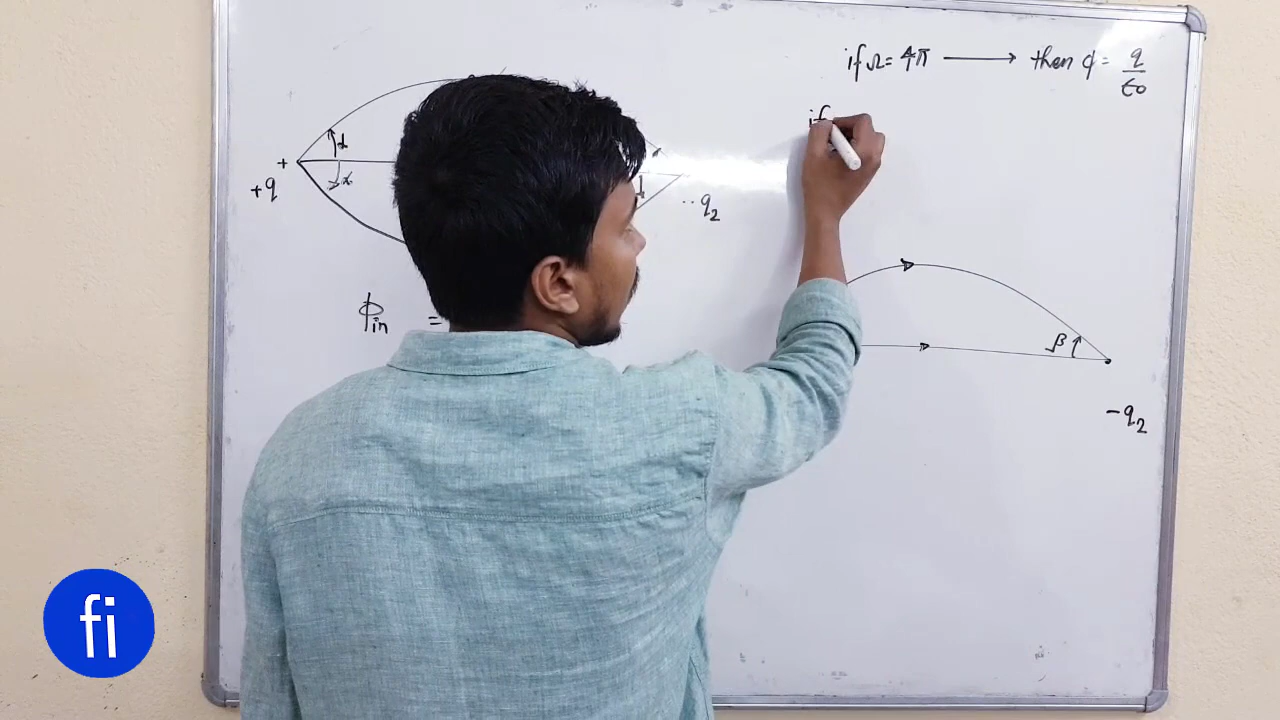 if Ω = 4π ⟶ then ϕ = q/ε0
if
+ α
α
+q
.. q2
ϕin =
β
- q2
fi